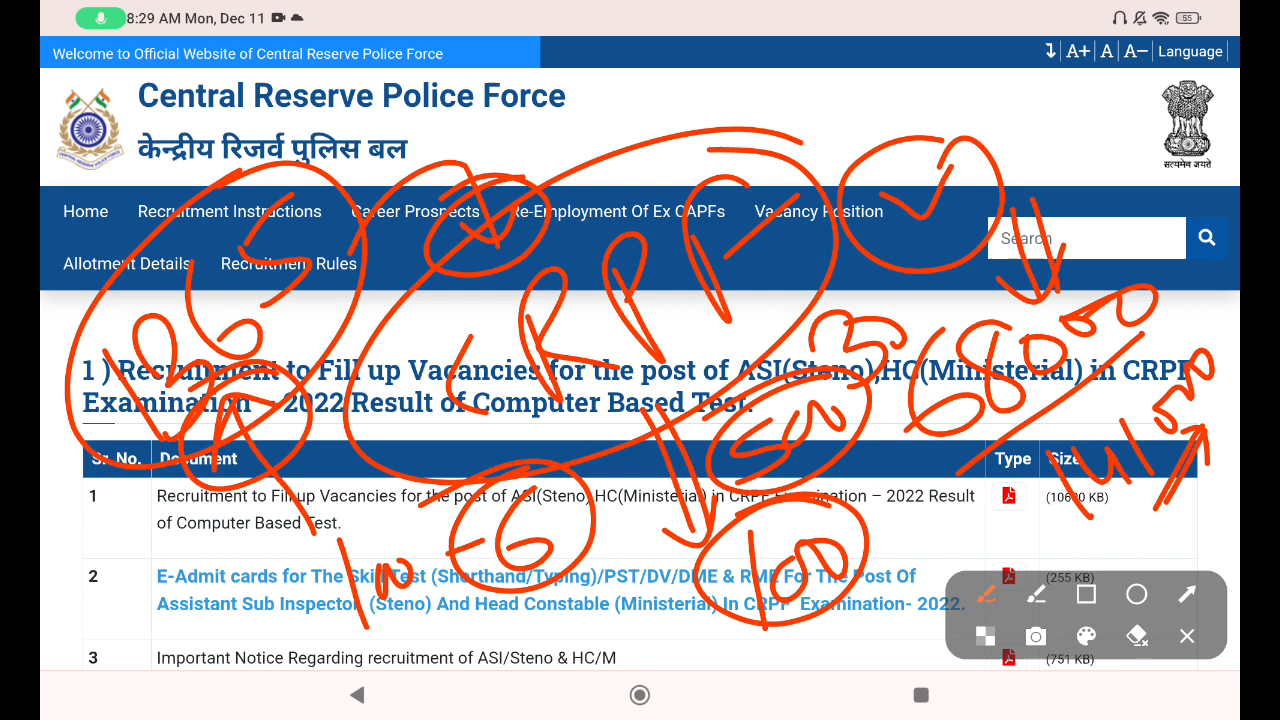 8:29 AM Mon, Dec 11
55
Welcome to Official Website of Central Reserve Police Force
A+ A A− Language
Central Reserve Police Force
केन्द्रीय रिजर्व पुलिस बल
सत्यमेव जयते
Home Recruitment Instructions Career Prospects Re-Employment Of Ex CAPFs Vacancy Position
Search
Allotment Details Recruitment Rules
CRPF
68000
1 ) Recruitment to Fill up Vacancies for the post of ASI(Steno),HC(Ministerial) in CRPF
Examination – 2022 Result of Computer Based Test.
500
141000
Sr. No. Document Type Size
1 Recruitment to Fill up Vacancies for the post of ASI(Steno),HC(Ministerial) in CRPF Examination – 2022 Result (10600 KB)
of Computer Based Test.
100
100
2 E-Admit cards for The Skill Test (Shorthand/Typing)/PST/DV/DME & RME For The Post Of (255 KB)
Assistant Sub Inspector (Steno) And Head Constable (Ministerial) In CRPF Examination- 2022.
3 Important Notice Regarding recruitment of ASI/Steno & HC/M (751 KB)